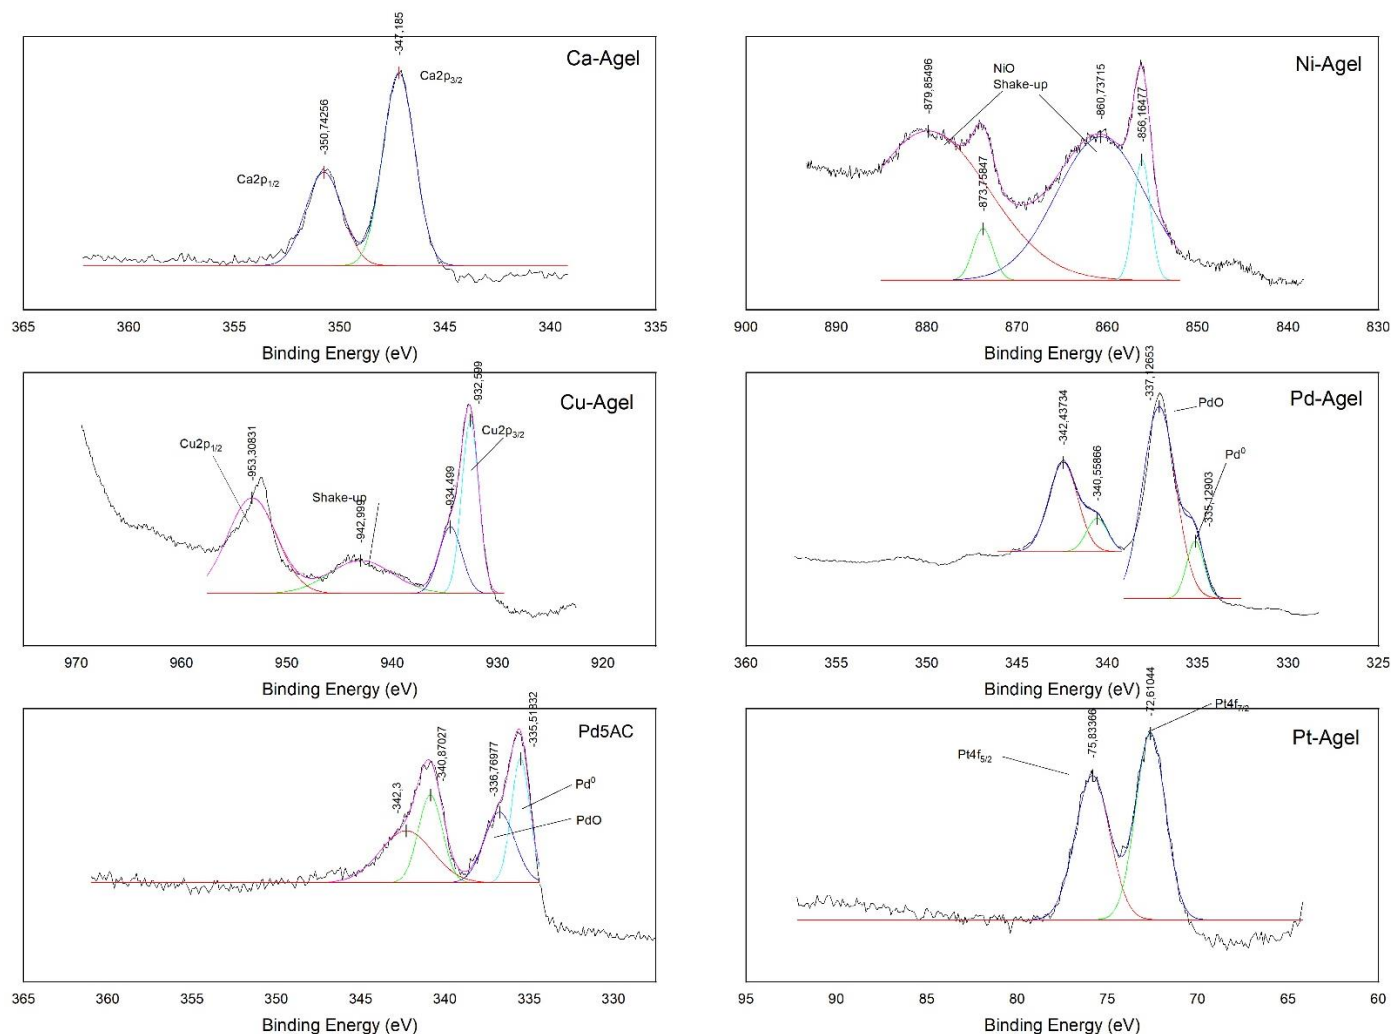 Ca-Agel
-347,185
Ca2p3/2
-350,74256
Ca2p1/2
365 360 355 350 345 340 335
Binding Energy (eV)
Ni-Agel
NiO
Shake-up
-879,85496
-860,73715
-856,16477
-873,75847
900 890 880 870 860 850 840 830
Binding Energy (eV)
Cu-Agel
-932,599
Cu2p3/2
Cu2p1/2
-953,30831
Shake-up
-942,999
-934,499
970 960 950 940 930 920
Binding Energy (eV)
Pd-Agel
-337,12653
PdO
-342,43734
-340,55866
Pd0
-335,12903
360 355 350 345 340 335 330 325
Binding Energy (eV)
Pd5AC
-335,51832
-340,87027
-336,76977
-342,3
Pd0
PdO
365 360 355 350 345 340 335 330
Binding Energy (eV)
Pt-Agel
-72,61044
Pt4f7/2
-75,83366
Pt4f5/2
95 90 85 80 75 70 65 60
Binding Energy (eV)